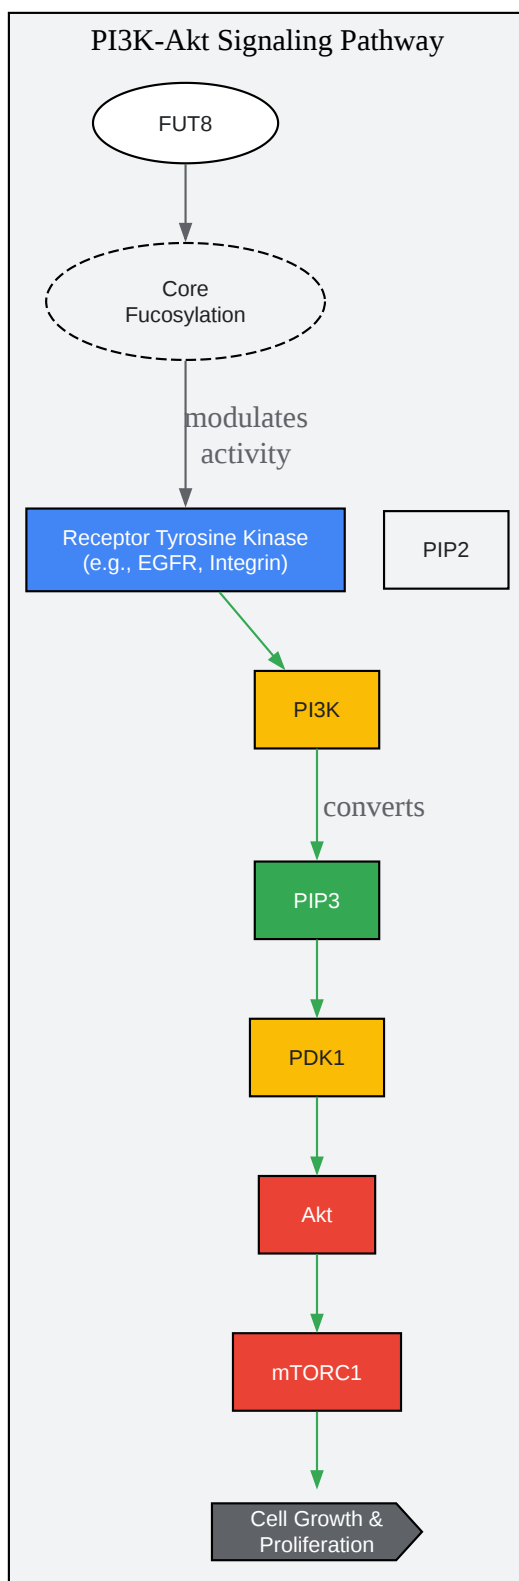 PI3K-Akt Signaling Pathway
FUT8
Core
Fucosylation
modulates
activity
Receptor Tyrosine Kinase
(e.g., EGFR, Integrin)
PIP2
PI3K
converts
PIP3
PDK1
Akt
mTORC1
Cell Growth &
Proliferation